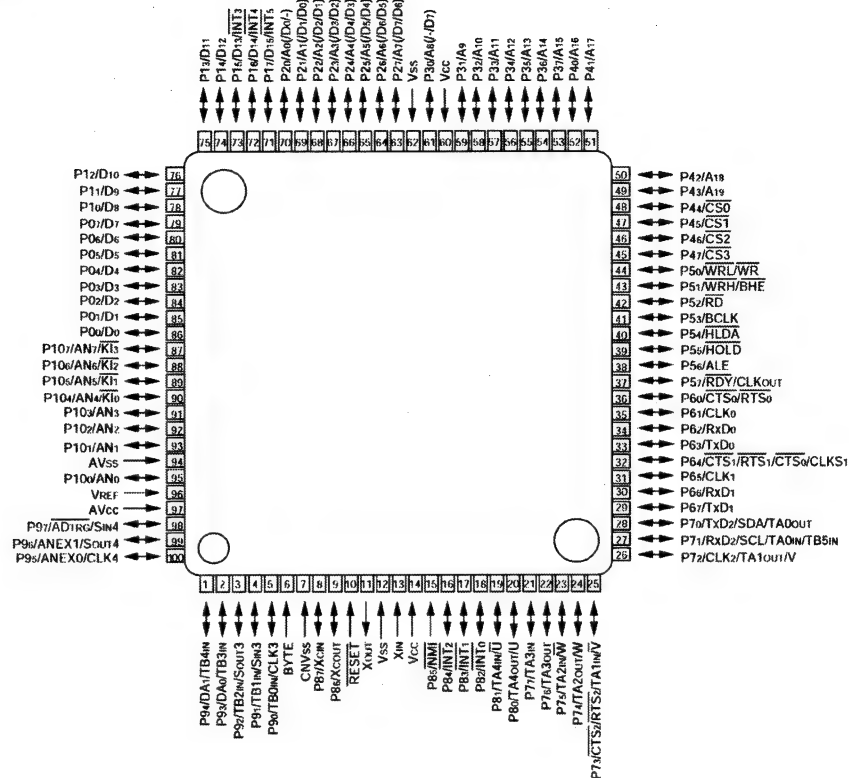 P13/D11
P14/D12
P15/D13/INT3
P16/D14/INT4
P17/D15/INT5
P20/A0(/D0/-)
P21/A1(/D1/D0)
P22/A2(/D2/D1)
P23/A3(/D3/D2)
P24/A4(/D4/D3)
P25/A5(/D5/D4)
P26/A6(/D6/D5)
P27/A7(/D7/D6)
Vss
P30/A8(/-/D7)
Vcc
P31/A9
P32/A10
P33/A11
P34/A12
P35/A13
P36/A14
P37/A15
P40/A16
P41/A17
75 74 73 72 71 70 69 68 67 66 65 64 63 62 61 60 59 58 57 56 55 54 53 52 51
P12/D10 76
P11/D9 77
P10/D8 78
P07/D7 79
P06/D6 80
P05/D5 81
P04/D4 82
P03/D3 83
P02/D2 84
P01/D1 85
P00/D0 86
P107/AN7/KI3 87
P106/AN6/KI2 88
P105/AN5/KI1 89
P104/AN4/KI0 90
P103/AN3 91
P102/AN2 92
P101/AN1 93
AVss 94
P100/AN0 95
VREF 96
AVcc 97
P97/ADTRG/SIN4 98
P96/ANEX1/SOUT4 99
P95/ANEX0/CLK4 100
50 P42/A18
49 P43/A19
48 P44/CS0
47 P45/CS1
46 P46/CS2
45 P47/CS3
44 P50/WRL/WR
43 P51/WRH/BHE
42 P52/RD
41 P53/BCLK
40 P54/HLDA
39 P55/HOLD
38 P56/ALE
37 P57/RDY/CLKOUT
36 P60/CTS0/RTS0
35 P61/CLK0
34 P62/RxD0
33 P63/TxD0
32 P64/CTS1/RTS1/CTS0/CLKS1
31 P65/CLK1
30 P66/RxD1
29 P67/TxD1
28 P70/TxD2/SDA/TA0OUT
27 P71/RxD2/SCL/TA0IN/TB5IN
26 P72/CLK2/TA1OUT/V
1 2 3 4 5 6 7 8 9 10 11 12 13 14 15 16 17 18 19 20 21 22 23 24 25
P94/DA1/TB4IN
P93/DA0/TB3IN
P92/TB2IN/SOUT3
P91/TB1IN/SIN3
P90/TB0IN/CLK3
BYTE
CNVss
P87/XCIN
P86/XCOUT
RESET
XOUT
Vss
XIN
Vcc
P85/NMI
P84/INT2
P83/INT1
P82/INT0
P81/TA4IN/U
P80/TA4OUT/U
P77/TA3IN
P76/TA3OUT
P75/TA2IN/W
P74/TA2OUT/W
P73/CTS2/RTS2/TA1IN/V